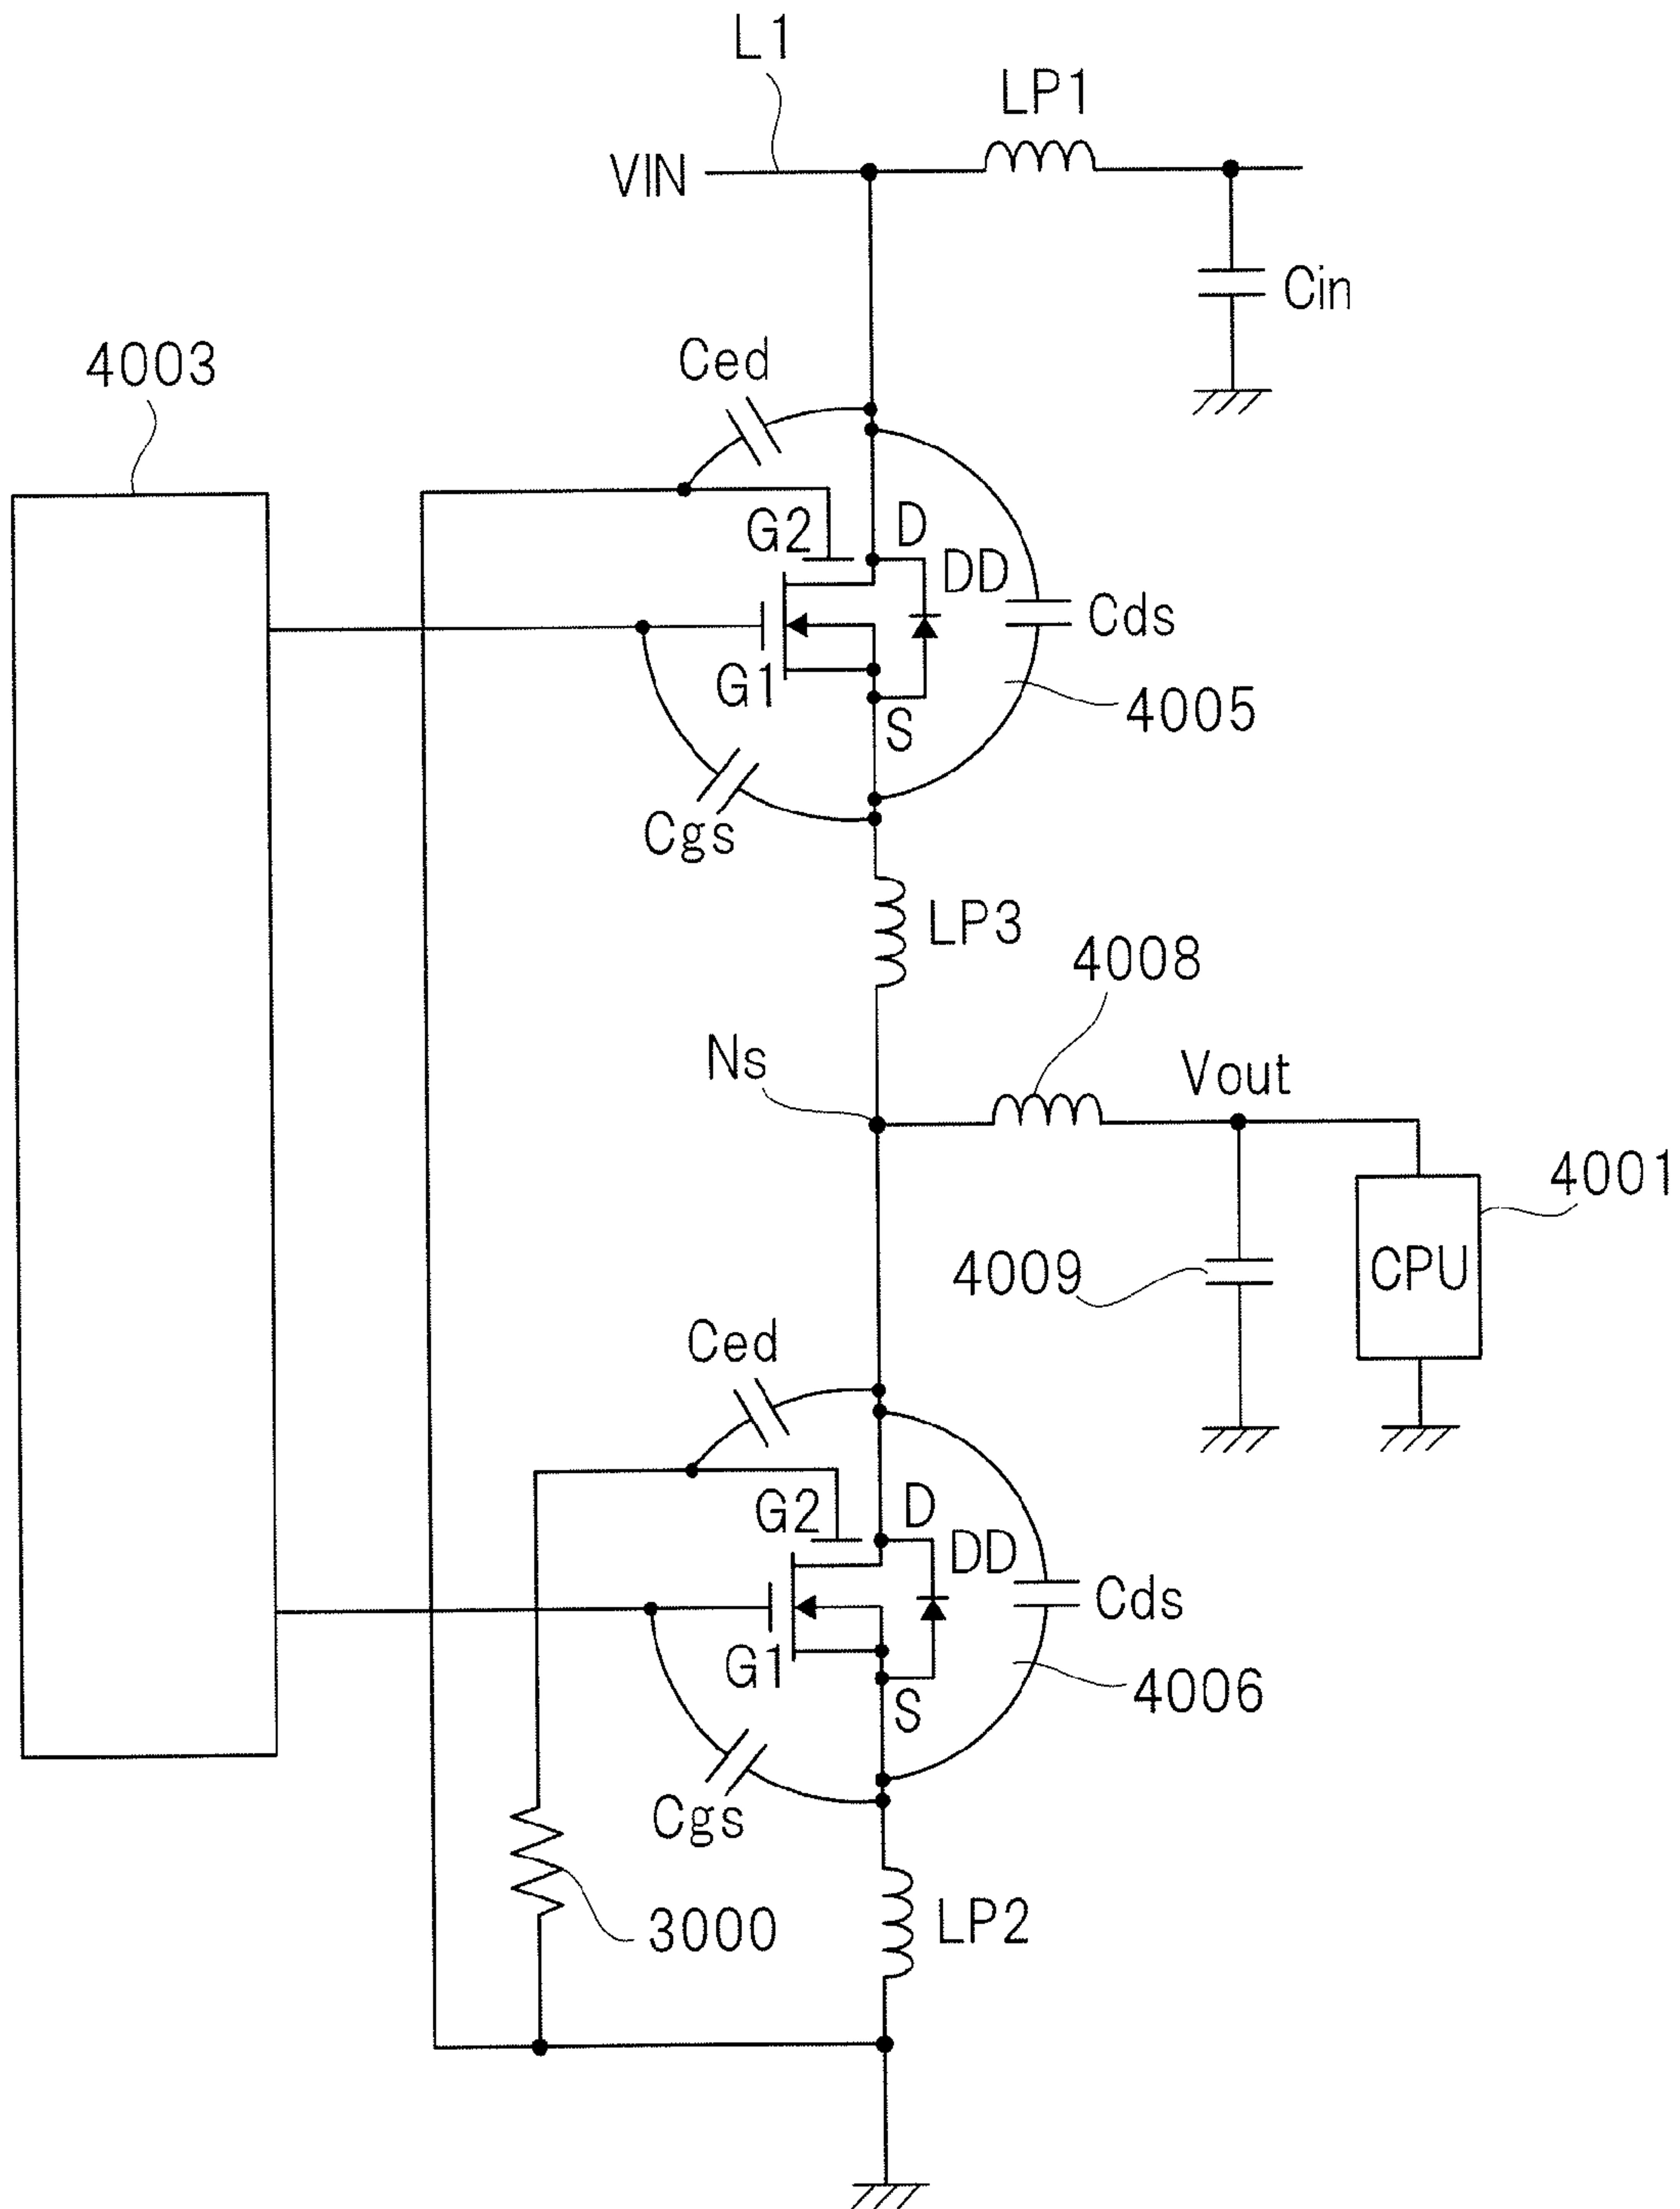 L1
LP1
VIN
Cin
4003
Ced
G2
D
DD
Cds
G1
4005
S
Cgs
LP3
4008
Ns
Vout
4001
4009
CPU
Ced
G2
D
DD
Cds
G1
4006
S
Cgs
3000
LP2